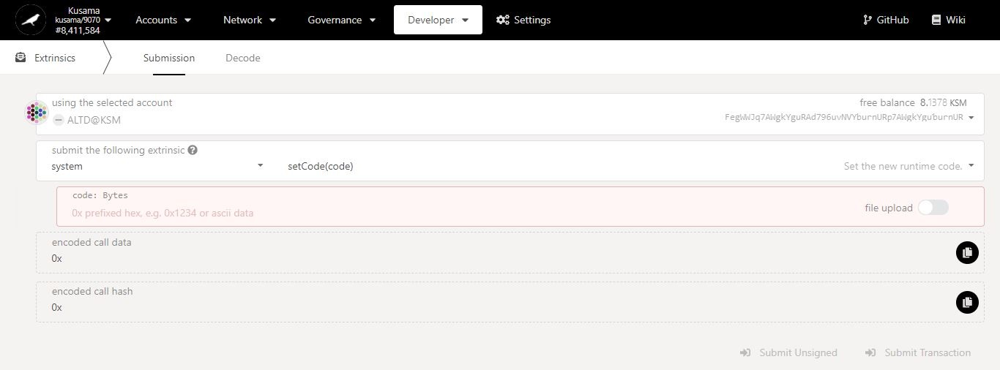 Kusama
kusama/9070
#8,411,584
Accounts Network Governance Developer Settings GitHub Wiki
Extrinsics Submission Decode
using the selected account free balance 8.1378 KSM
ALTD@KSM
submit the following extrinsic
system setCode(code) Set the new runtime code.
code: Bytes
0x prefixed hex, e.g. 0x1234 or ascii data file upload
encoded call data
0x
encoded call hash
0x
Submit Unsigned Submit Transaction